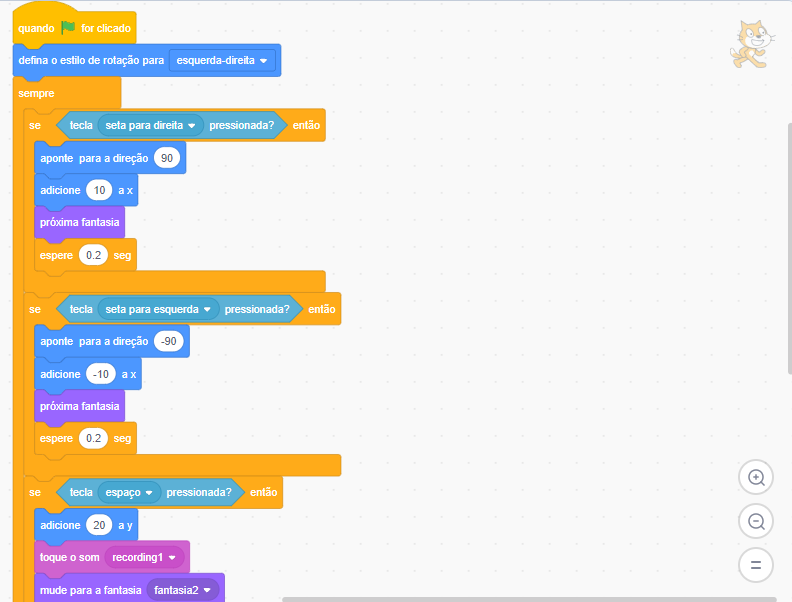 quando for clicado
defina o estilo de rotação para esquerda-direita
sempre
se tecla seta para direita pressionada? então
aponte para a direção 90
adicione 10 a x
próxima fantasia
espere 0.2 seg
se tecla seta para esquerda pressionada? então
aponte para a direção -90
adicione -10 a x
próxima fantasia
espere 0.2 seg
se tecla espaço pressionada? então
adicione 20 a y
toque o som recording1
mude para a fantasia fantasia2